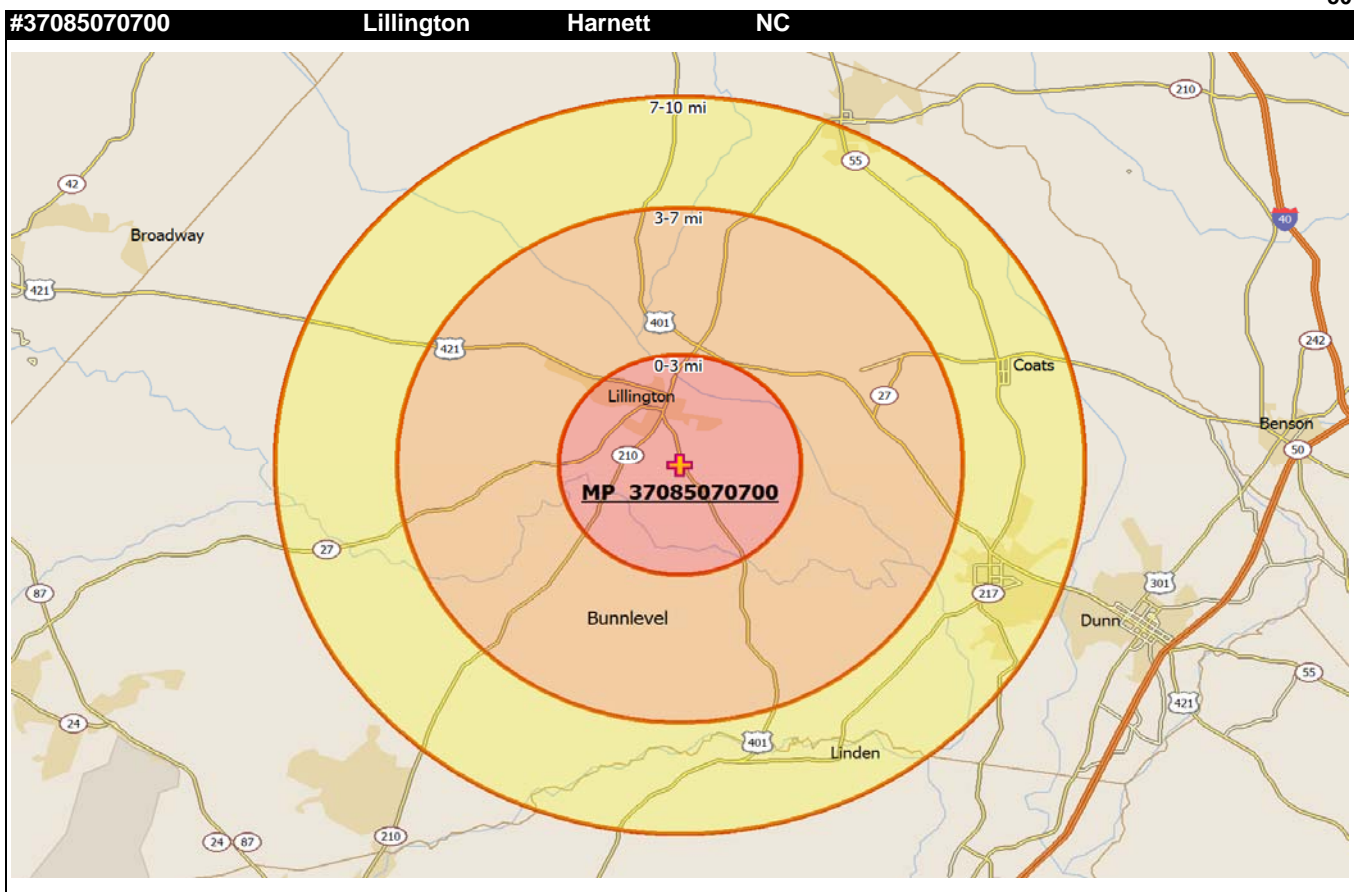 #37085070700 Lillington Harnett NC
7-10 mi
210
55
42
3-7 mi
40
Broadway
421
401
242
421
0-3 mi
Coats
Lillington
27
Benson
210
50
MP 37085070700
27
301
87
217
Bunnlevel
Dunn
55
421
24
401
Linden
210
24
87